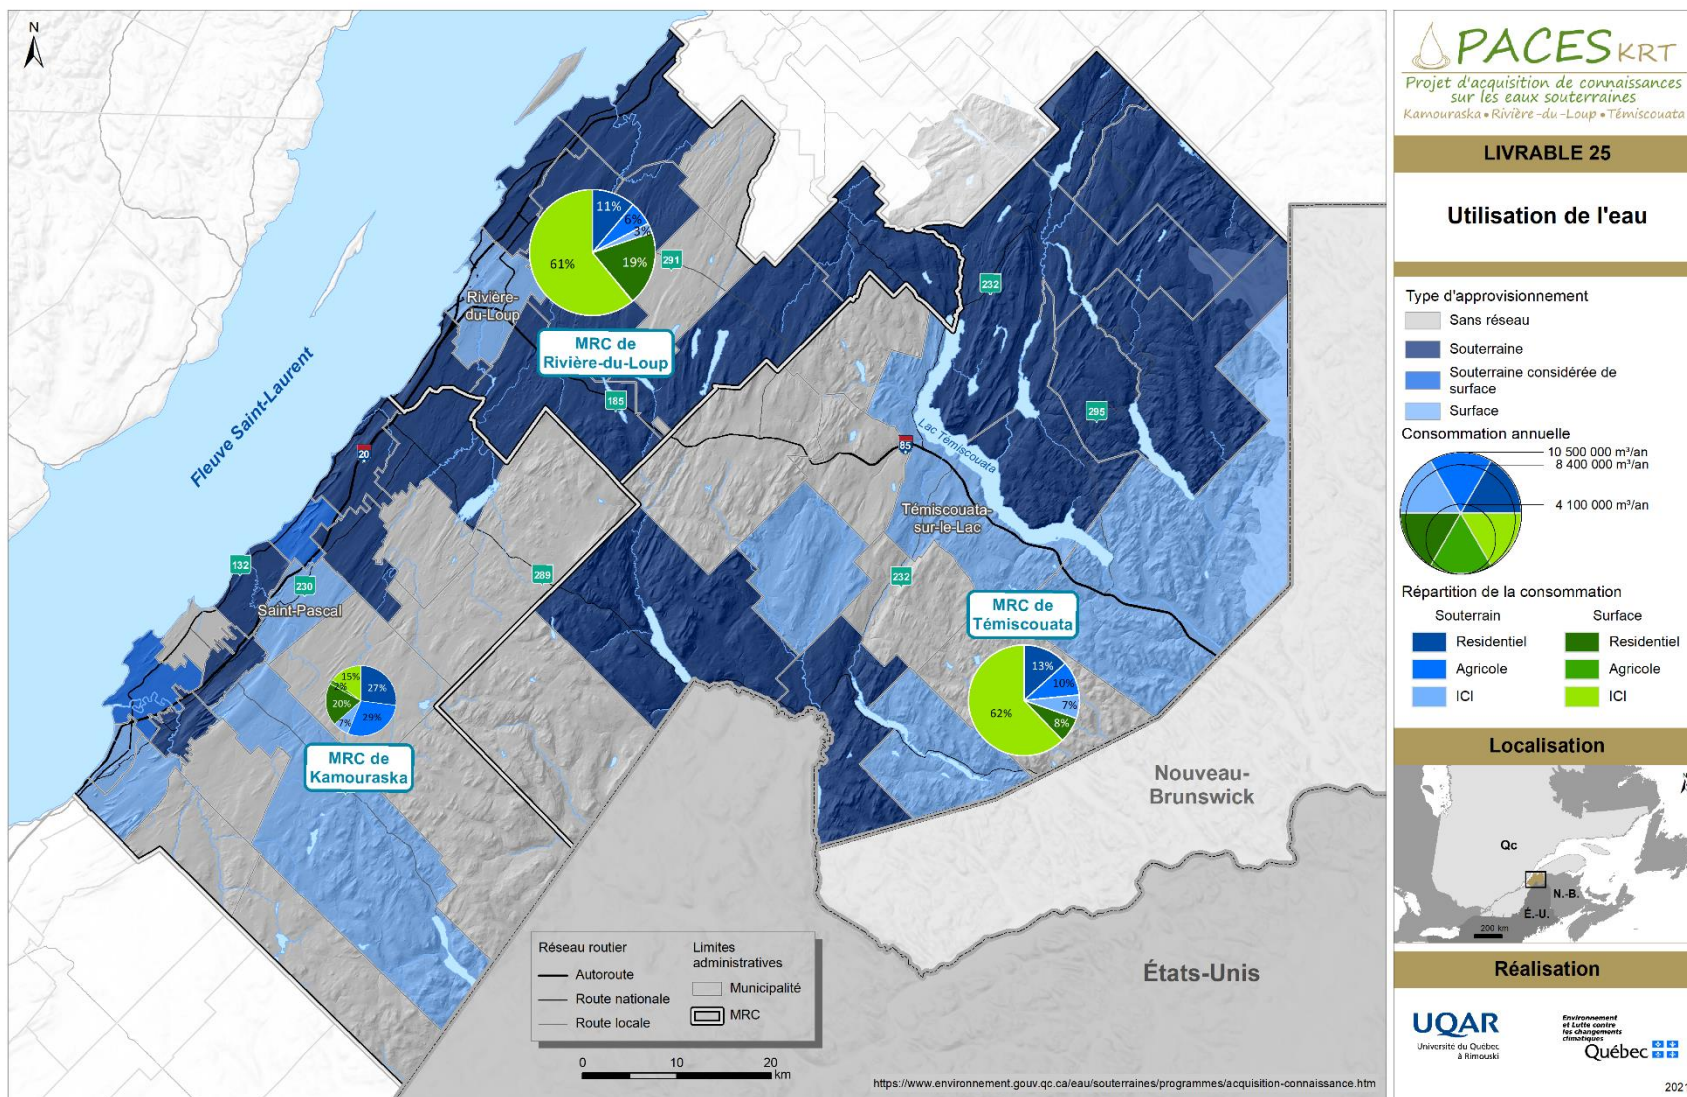 N
Fleuve Saint-Laurent
11%
6%
3%
19%
61%
291
Rivière-
du-Loup
MRC de
Rivière-du-Loup
185
232
295
20
85
Lac Témiscouata
Témiscouata-
sur-le-Lac
132
230
289
232
Saint-Pascal
MRC de
Témiscouata
13%
10%
7%
8%
62%
15%
2%
27%
20%
29%
7%
MRC de
Kamouraska
Nouveau-
Brunswick
États-Unis
Réseau routier
Autoroute
Route nationale
Route locale
Limites
administratives
Municipalité
MRC
0 10 20
km
https://www.environnement.gouv.qc.ca/eau/souterraines/programmes/acquisition-connaissance.htm
PACES KRT
Projet d'acquisition de connaissances
sur les eaux souterraines
Kamouraska • Rivière-du-Loup • Témiscouata
LIVRABLE 25
Utilisation de l'eau
Type d'approvisionnement
Sans réseau
Souterraine
Souterraine considérée de
surface
Surface
Consommation annuelle
10 500 000 m³/an
8 400 000 m³/an
4 100 000 m³/an
Répartition de la consommation
Souterrain Surface
Residentiel Residentiel
Agricole Agricole
ICI ICI
Localisation
N
Qc
N.-B.
É.-U.
200 km
Réalisation
UQAR
Université du Québec
à Rimouski
Environnement
et Lutte contre
les changements
climatiques
Québec
2021